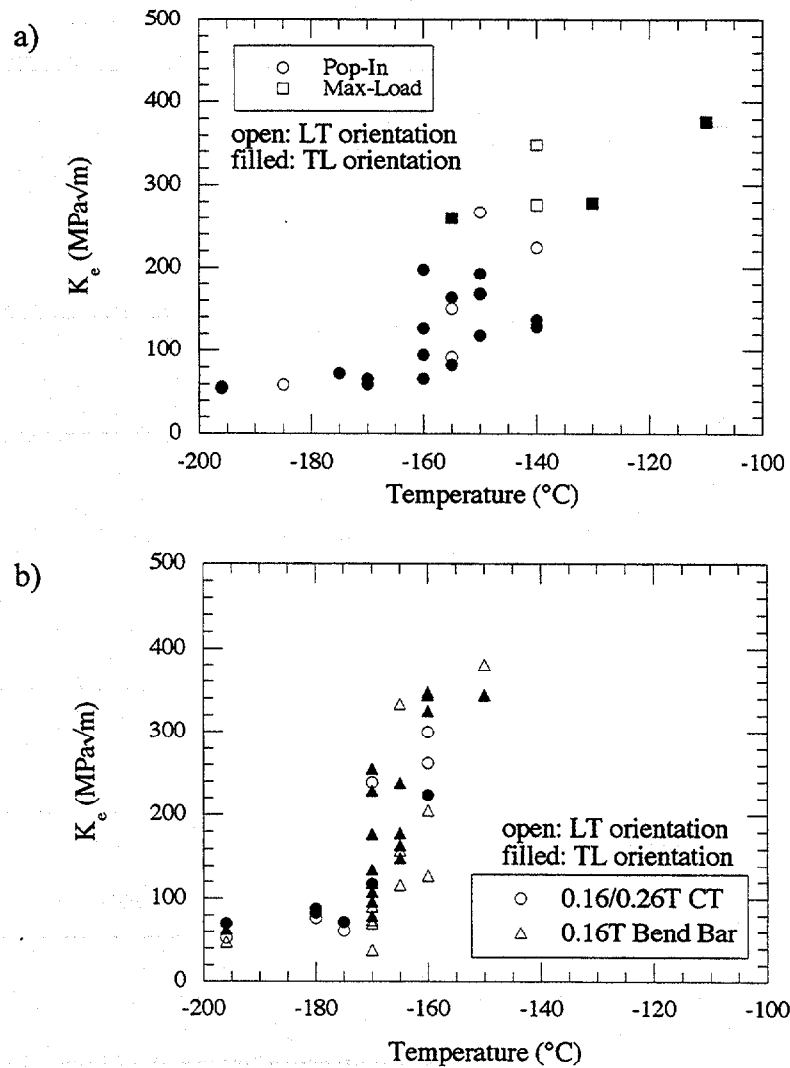 a)
500
400
300
200
100
0
K_e (MPa√m)
Pop-In
Max-Load
open: LT orientation
filled: TL orientation
-200
-180
-160
-140
-120
-100
Temperature (°C)
b)
500
400
300
200
100
0
K_e (MPa√m)
open: LT orientation
filled: TL orientation
0.16/0.26T CT
0.16T Bend Bar
-200
-180
-160
-140
-120
-100
Temperature (°C)